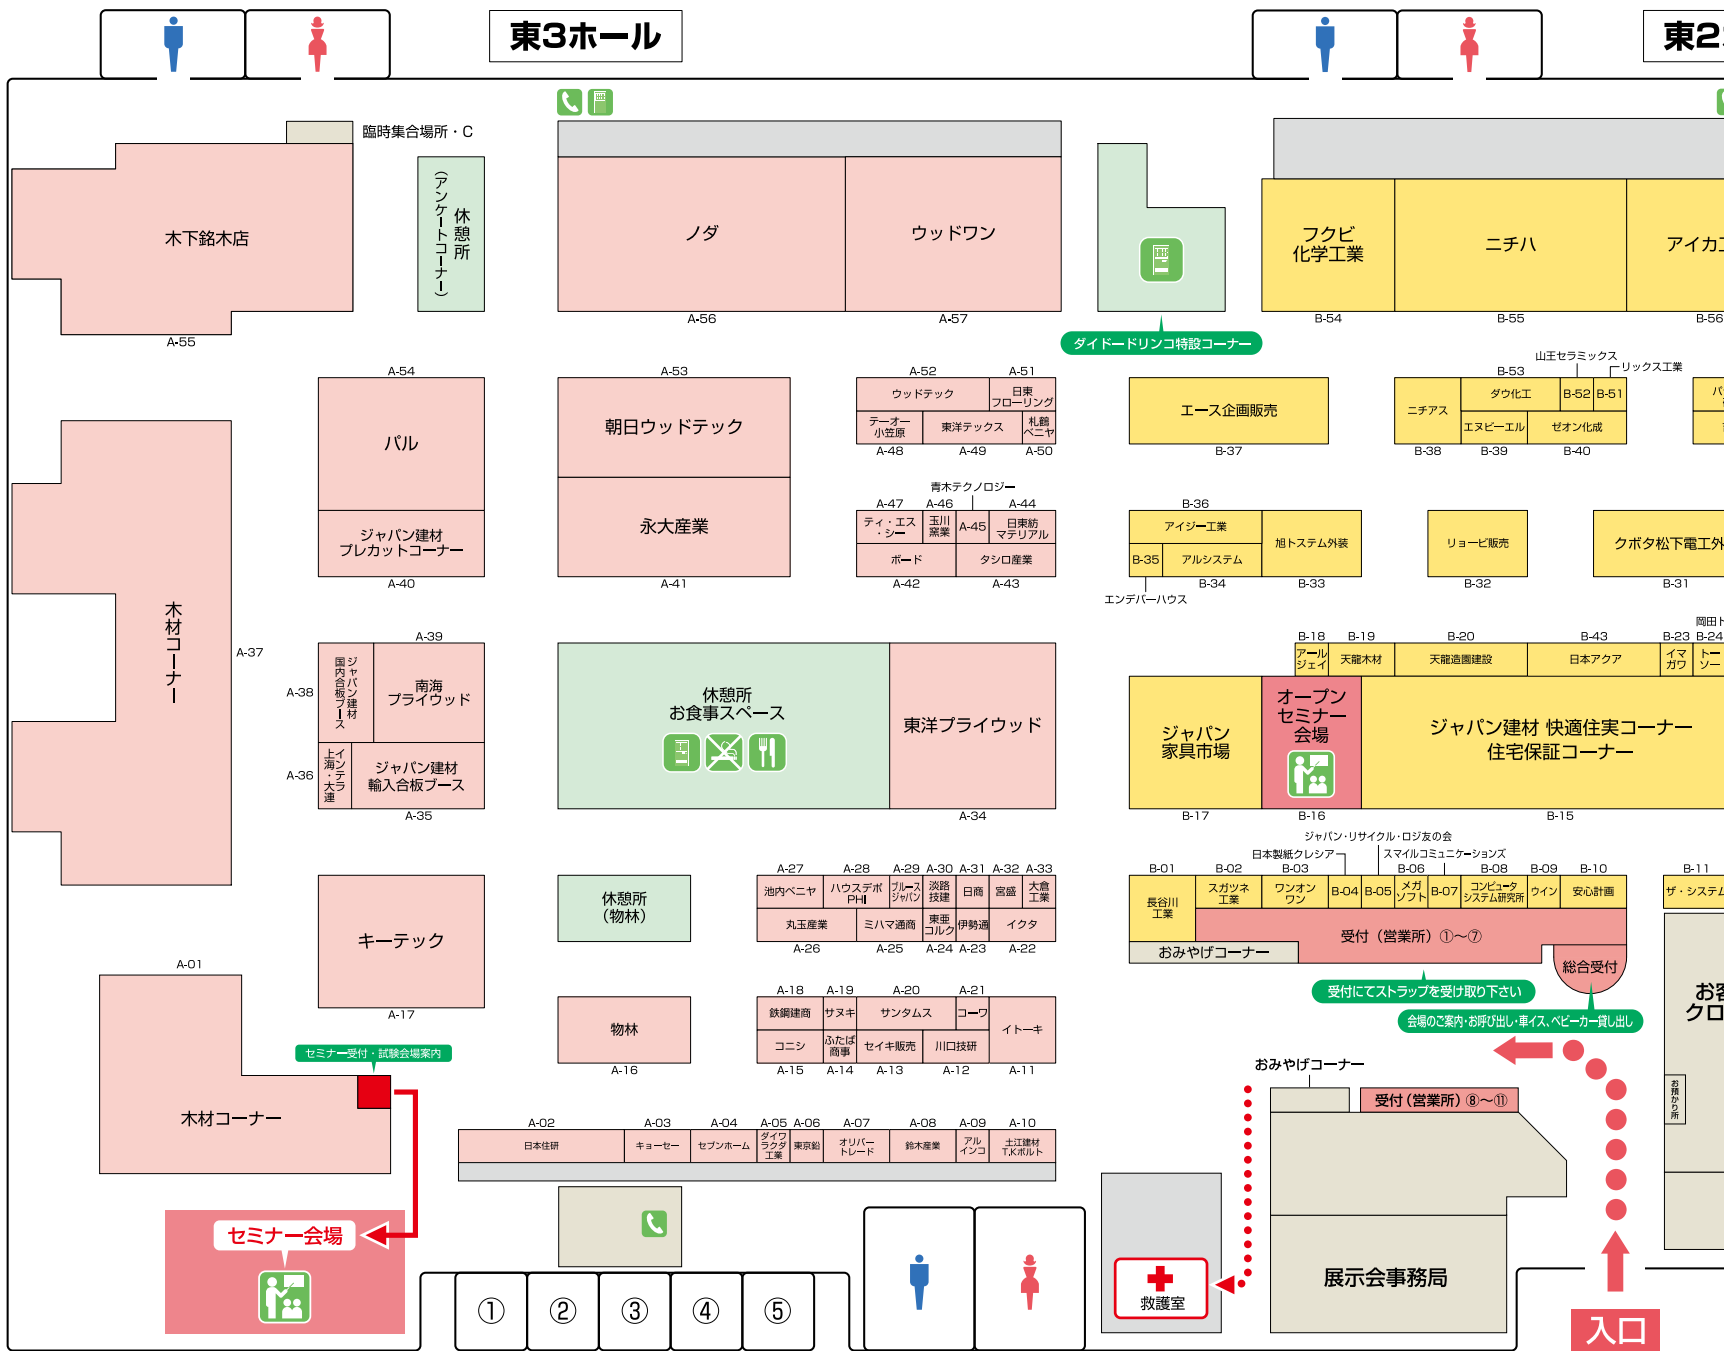 東3ホール
東2
臨時集合場所・C
休憩所
(アンケートコーナー)
木下銘木店
A-55
ノダ
A-56
ウッドワン
A-57
ダイドードリンコ特設コーナー
フクビ
化学工業
B-54
ニチハ
B-55
アイカ
B-56
A-54
パル
ジャパン建材
プレカットコーナー
A-40
A-53
朝日ウッドテック
永大産業
A-41
A-52
A-51
ウッドテック
日東
フローリング
テーオー
小笠原
東洋テックス
札鶴
ベニヤ
A-48
A-49
A-50
青木テクノロジー
A-47
A-46
A-44
ティ・エス
・シー
玉川
窯業
A-45
日東紡
マテリアル
ボード
タシロ産業
A-42
A-43
エース企画販売
B-37
山王セラミックス
リックス工業
B-53
ニチアス
ダウ化工
B-52
B-51
エヌビーエル
ゼオン化成
B-38
B-39
B-40
B-36
アイジー工業
旭トステム外装
B-35
アルシステム
B-34
B-33
エンデバーハウス
リョービ販売
B-32
クボタ松下電工外
B-31
木材コーナー
A-37
A-39
A-38
ジャパン建材
国内合板ブース
南海
プライウッド
A-36
インテラ
上海・大連
ジャパン建材
輸入合板ブース
A-35
休憩所
お食事スペース
東洋プライウッド
A-34
岡田ト
B-18
B-19
B-20
B-43
B-23
B-24
アール
ジェイ
天龍木材
天龍造園建設
日本アクア
イマ
ガワ
トー
ソー
ジャパン
家具市場
B-17
オープン
セミナー
会場
B-16
ジャパン建材 快適住実コーナー
住宅保証コーナー
B-15
ジャパン・リサイクル・ロジ友の会
日本製紙クレシア
スマイルコミュニケーションズ
B-01
B-02
B-03
B-06
B-08
B-09
B-10
B-11
長谷川
工業
スガツネ
工業
ワンオン
ワン
B-04
B-05
メガ
ソフト
B-07
コンピュータ
システム研究所
ウイン
安心計画
ザ・システム
受付(営業所)①〜⑦
おみやげコーナー
総合受付
受付にてストラップを受け取り下さい
会場のご案内・お呼び出し・車イス、ベビーカー貸し出し
キーテック
A-17
休憩所
(物林)
A-27
A-28
A-29
A-30
A-31
A-32
A-33
池内ベニヤ
ハウスデポ
PHI
ブルース
ジャパン
淡路
技建
日商
宮盛
大倉
工業
丸玉産業
ミハマ通商
東亜
コルク
伊勢通
イクタ
A-26
A-25
A-24
A-23
A-22
A-01
木材コーナー
セミナー受付・試験会場案内
物林
A-16
A-18
A-19
A-20
A-21
鉄鋼建商
サヌキ
サンタムス
コーワ
イトーキ
コニシ
ふたば
商事
セイキ販売
川口技研
A-15
A-14
A-13
A-12
A-11
お客
クロ
お預かり所
おみやげコーナー
受付(営業所)⑧〜⑪
A-02
A-03
A-04
A-05
A-06
A-07
A-08
A-09
A-10
日本住研
キョーセー
セブンホーム
ダイワ
ラクダ
工業
東京鋁
オリバー
トレード
鈴木産業
アル
インコ
土江建材
T.Kボルト
セミナー会場
①
②
③
④
⑤
救護室
展示会事務局
入口